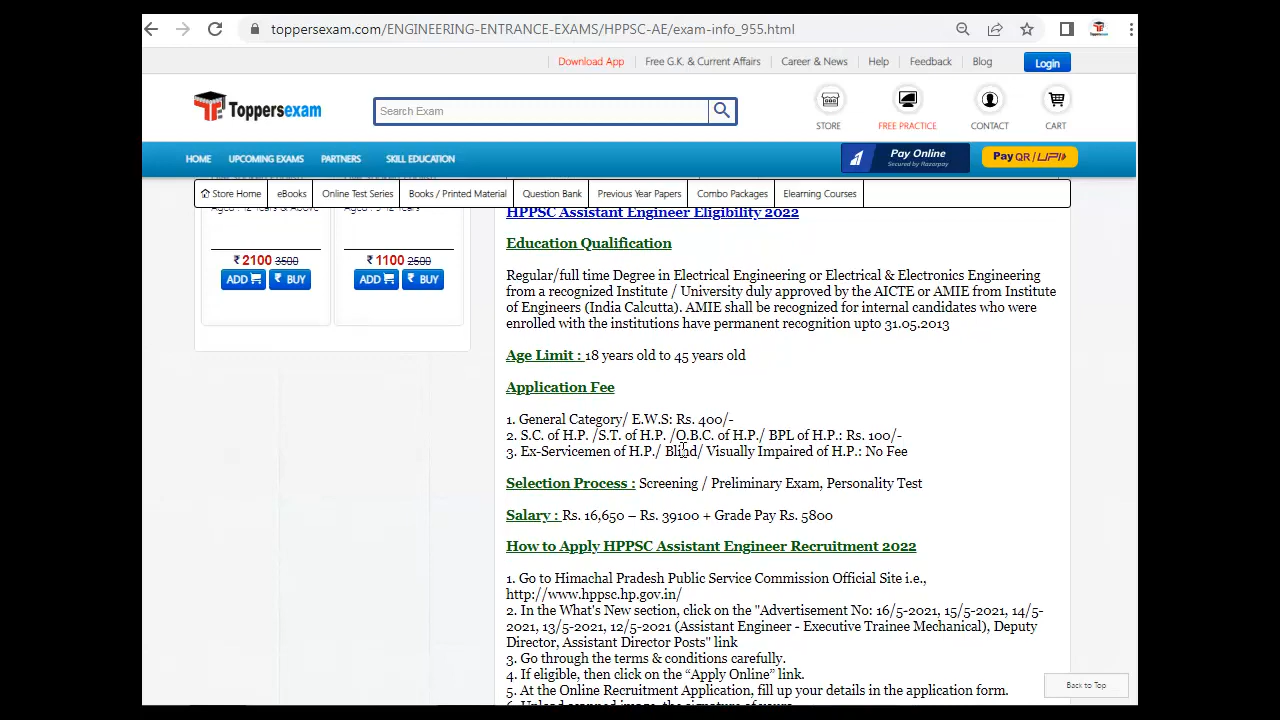 toppersexam.com/ENGINEERING-ENTRANCE-EXAMS/HPPSC-AE/exam-info_955.html
Download App Free G.K. & Current Affairs Career & News Help Feedback Blog Login
Toppersexam
Search Exam
STORE FREE PRACTICE CONTACT CART
HOME UPCOMING EXAMS PARTNERS SKILL EDUCATION
Pay Online
Secured by Razorpay
Pay QR / UPI
Store Home eBooks Online Test Series Books / Printed Material Question Bank Previous Year Papers Combo Packages Elearning Courses
₹ 2100 3500
ADD ₹ BUY
₹ 1100 2500
ADD ₹ BUY
HPPSC Assistant Engineer Eligibility 2022
Education Qualification
Regular/full time Degree in Electrical Engineering or Electrical & Electronics Engineering
from a recognized Institute / University duly approved by the AICTE or AMIE from Institute
of Engineers (India Calcutta). AMIE shall be recognized for internal candidates who were
enrolled with the institutions have permanent recognition upto 31.05.2013
Age Limit : 18 years old to 45 years old
Application Fee
1. General Category/ E.W.S: Rs. 400/-
2. S.C. of H.P. /S.T. of H.P. /O.B.C. of H.P./ BPL of H.P.: Rs. 100/-
3. Ex-Servicemen of H.P./ Blind/ Visually Impaired of H.P.: No Fee
Selection Process : Screening / Preliminary Exam, Personality Test
Salary : Rs. 16,650 – Rs. 39100 + Grade Pay Rs. 5800
How to Apply HPPSC Assistant Engineer Recruitment 2022
1. Go to Himachal Pradesh Public Service Commission Official Site i.e.,
http://www.hppsc.hp.gov.in/
2. In the What's New section, click on the "Advertisement No: 16/5-2021, 15/5-2021, 14/5-
2021, 13/5-2021, 12/5-2021 (Assistant Engineer - Executive Trainee Mechanical), Deputy
Director, Assistant Director Posts" link
3. Go through the terms & conditions carefully.
4. If eligible, then click on the “Apply Online” link.
5. At the Online Recruitment Application, fill up your details in the application form.
Back to Top